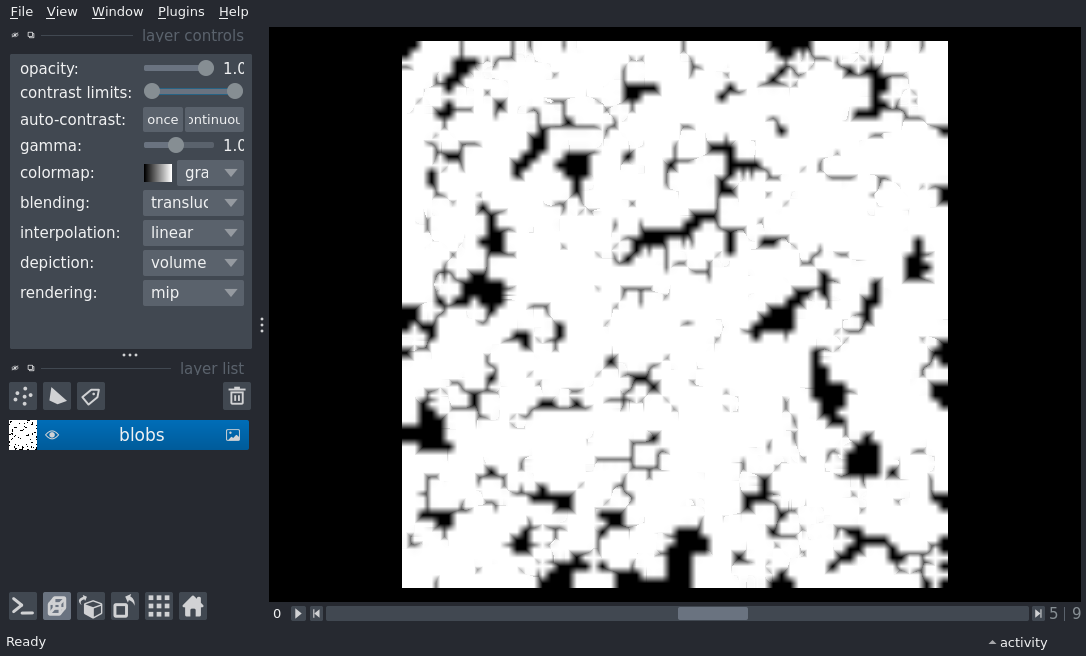 File View Window Plugins Help
layer controls
opacity: 1.0
contrast limits:
auto-contrast: once ontinuou
gamma: 1.0
colormap: gra
blending: transluc
interpolation: linear
depiction: volume
rendering: mip
layer list
blobs
0 5 | 9
Ready activity